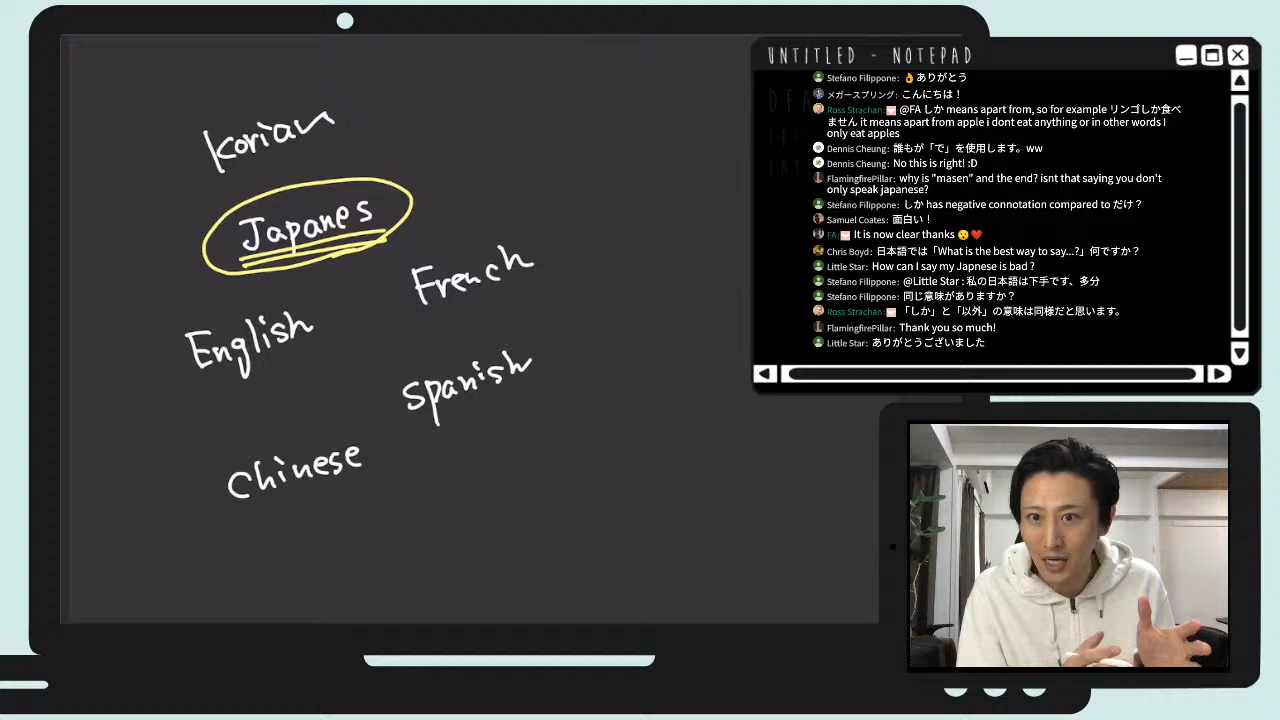 Korian
Japanes
French
English
Spanish
Chinese
UNTITLED - NOTEPAD
Stefano Filippone: 👌ありがとう
メガースプリング: こんにちは！
Ross Strachan: @FA しか means apart from, so for example リンゴしか食べ
ません it means apart from apple i dont eat anything or in other words I
only eat apples
Dennis Cheung: 誰もが「で」を使用します。ww
Dennis Cheung: No this is right! :D
FlamingfirePillar: why is "masen" and the end? isnt that saying you don't
only speak japanese?
Stefano Filippone: しか has negative connotation compared to だけ？
Samuel Coates: 面白い！
FA: It is now clear thanks 😮❤️
Chris Boyd: 日本語では「What is the best way to say...?」何ですか？
Little Star: How can I say my Japnese is bad ?
Stefano Filippone: @Little Star : 私の日本語は下手です、多分
Stefano Filippone: 同じ意味がありますか？
Ross Strachan: 「しか」と「以外」の意味は同様だと思います。
FlamingfirePillar: Thank you so much!
Little Star: ありがとうございました